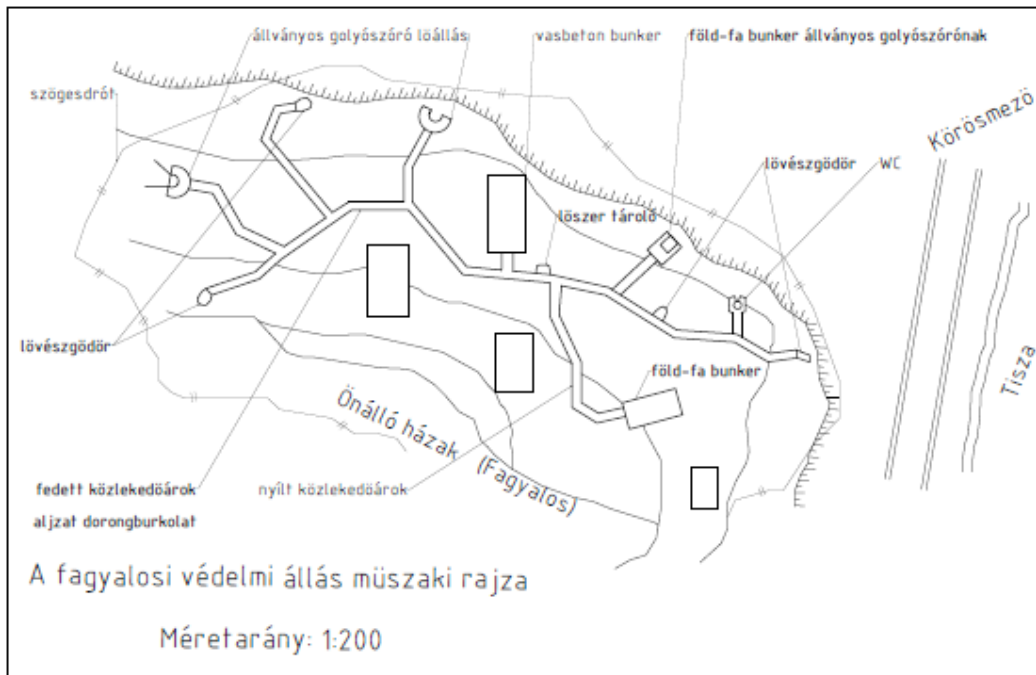 állványos golyószóró lőállás
vasbeton bunker
föld-fa bunker állványos golyószórónak
szögesdrót
Körösmező
lövészgödör
WC
lőszer tároló
lövészgödör
föld-fa bunker
Tisza
Önálló házak (Fagyalos)
fedett közlekedőárok
aljzat dorongburkolat
nyílt közlekedőárok
A fagyalosi védelmi állás műszaki rajza
Méretarány: 1:200